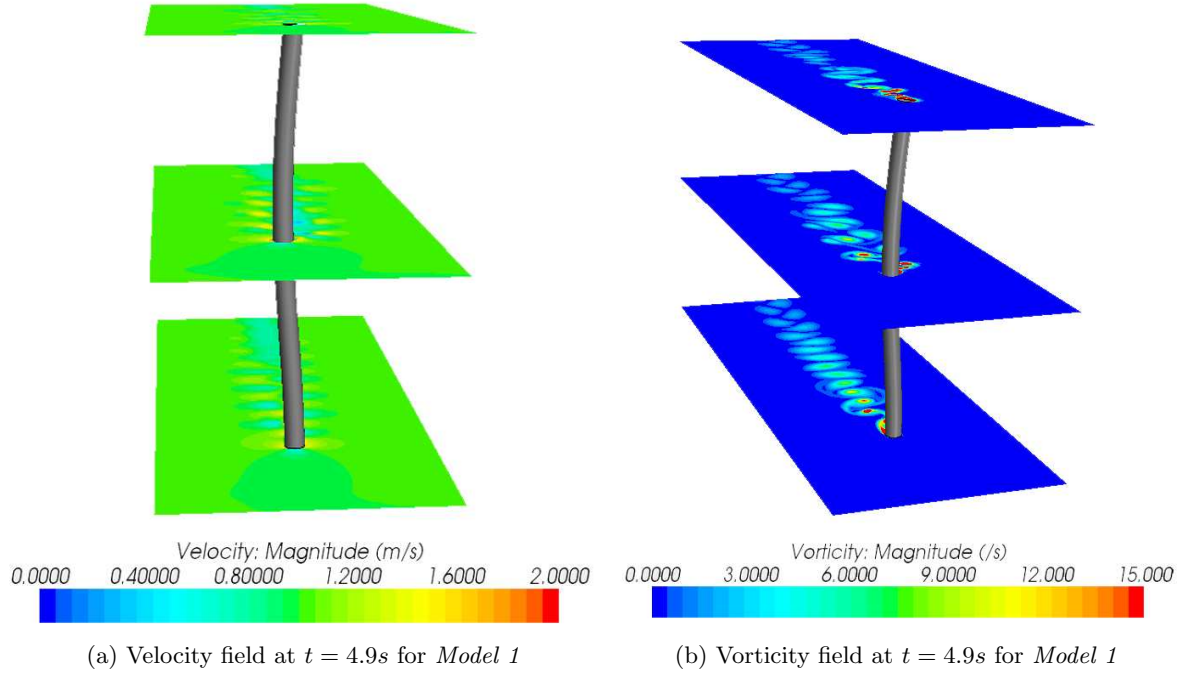 Velocity: Magnitude (m/s)
0.0000 0.40000 0.80000 1.2000 1.6000 2.0000
(a) Velocity field at t = 4.9s for Model 1
Vorticity: Magnitude (/s)
0.0000 3.0000 6.0000 9.0000 12.000 15.000
(b) Vorticity field at t = 4.9s for Model 1